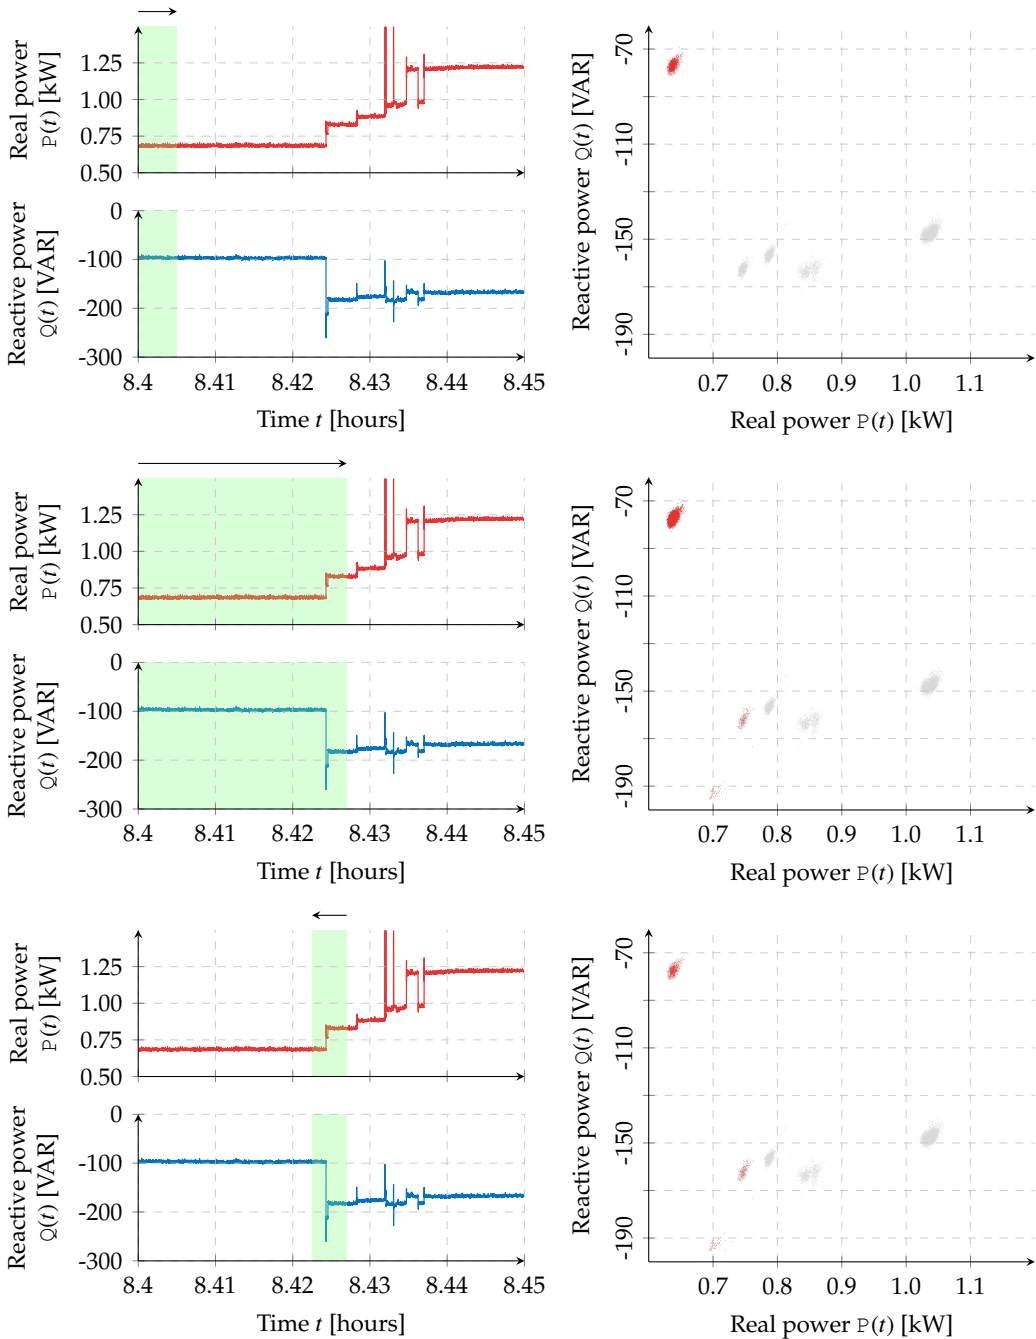 Real power
P(t) [kW]
1.25
1.00
0.75
0.50
Reactive power
Q(t) [VAR]
0
-100
-200
-300
8.4 8.41 8.42 8.43 8.44 8.45
Time t [hours]
Reactive power Q(t) [VAR]
-70
-110
-150
-190
0.7 0.8 0.9 1.0 1.1
Real power P(t) [kW]
Real power
P(t) [kW]
1.25
1.00
0.75
0.50
Reactive power
Q(t) [VAR]
0
-100
-200
-300
8.4 8.41 8.42 8.43 8.44 8.45
Time t [hours]
Reactive power Q(t) [VAR]
-70
-110
-150
-190
0.7 0.8 0.9 1.0 1.1
Real power P(t) [kW]
Real power
P(t) [kW]
1.25
1.00
0.75
0.50
Reactive power
Q(t) [VAR]
0
-100
-200
-300
8.4 8.41 8.42 8.43 8.44 8.45
Time t [hours]
Reactive power Q(t) [VAR]
-70
-110
-150
-190
0.7 0.8 0.9 1.0 1.1
Real power P(t) [kW]